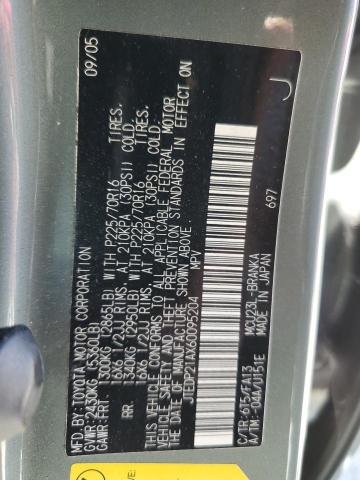 MFD. BY: TOYOTA MOTOR CORPORATION 09/05
GVWR: 2430KG (5360LB)
GAWR: FRT. 1300KG (2865LB) WITH P225/70R16 TIRES,
16X6 1/2JJ RIMS, AT 210KPA (30PSI) COLD.
RR. 1340KG (2950LB) WITH P225/70R16 TIRES,
16X6 1/2JJ RIMS, AT 210KPA (30PSI) COLD.
THIS VEHICLE CONFORMS TO ALL APPLICABLE FEDERAL MOTOR
VEHICLE SAFETY AND THEFT PREVENTION STANDARDS IN EFFECT ON
THE DATE OF MANUFACTURE SHOWN ABOVE.
MPV
697 J
C/TR: 6T5/FA13 MCU23L-BRANKA
A/TM: -04A/U151E MADE IN JAPAN